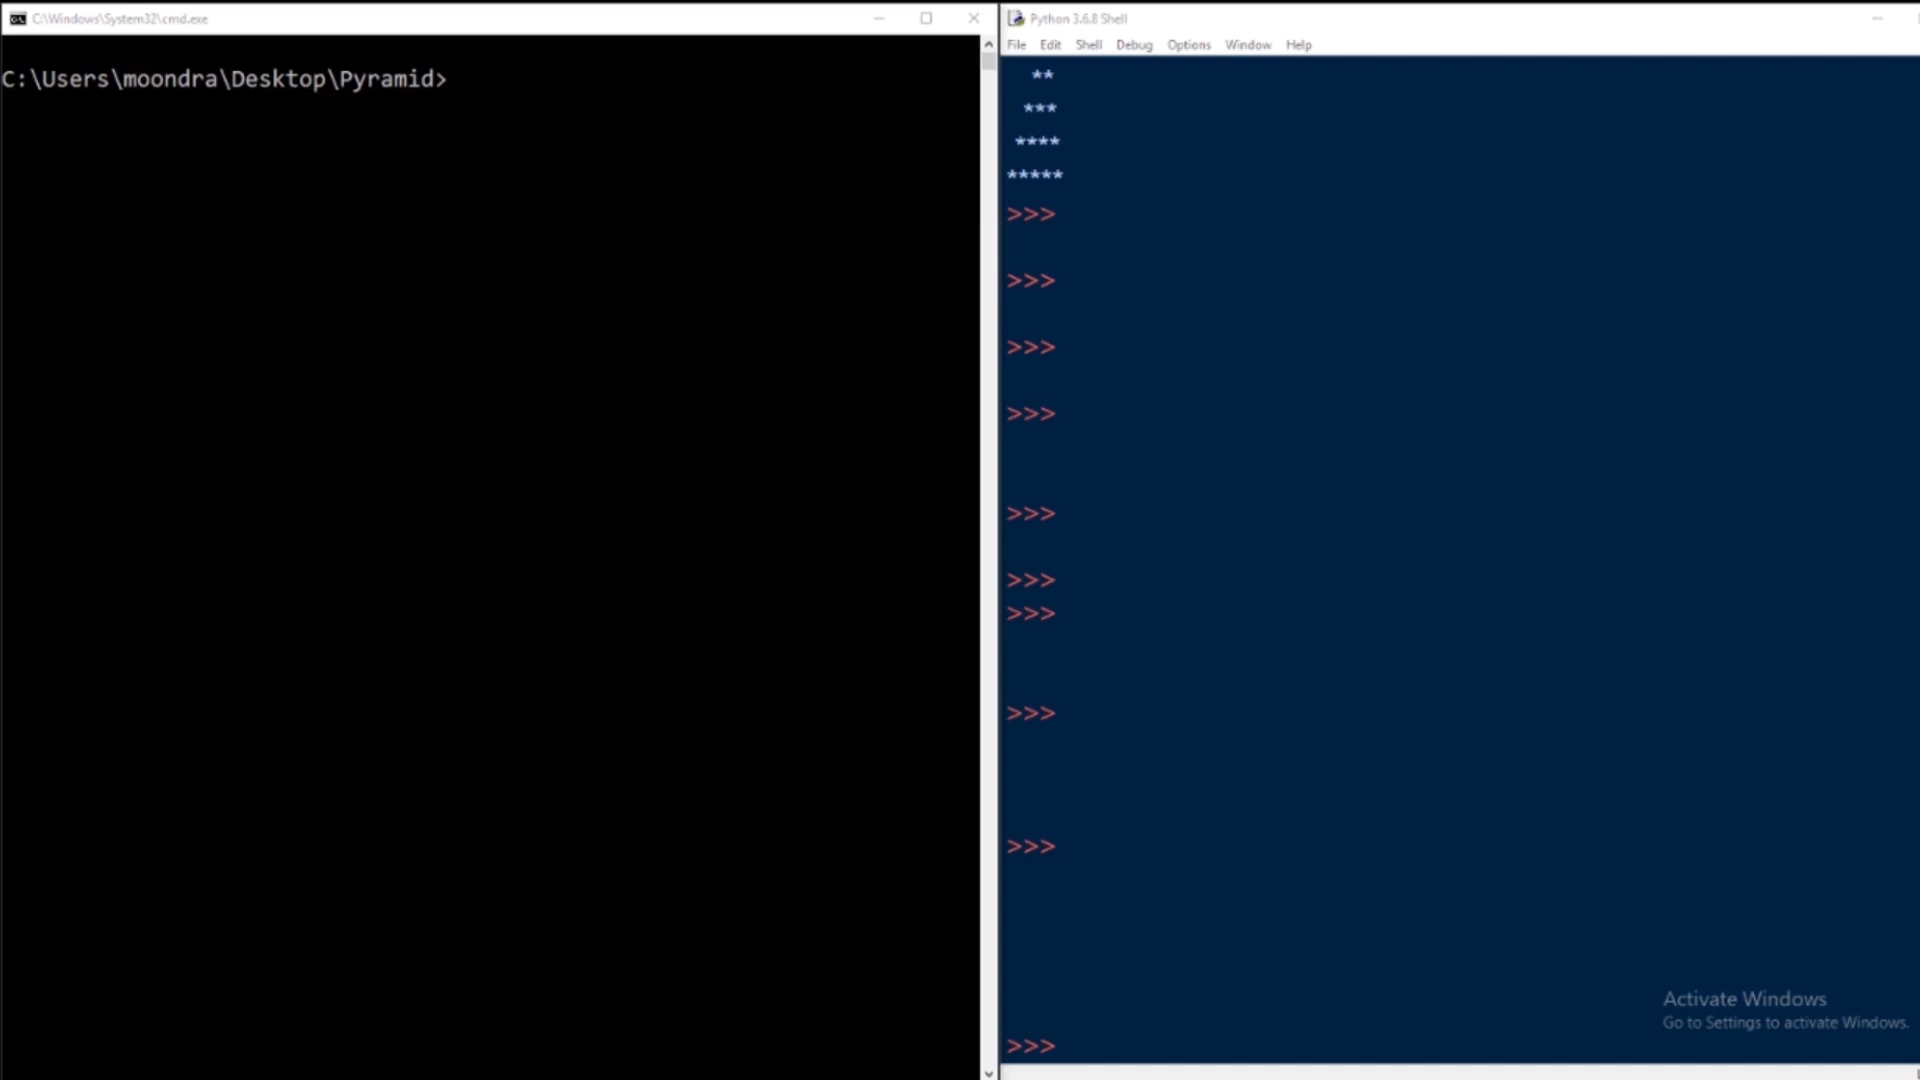 C:\Windows\System32\cmd.exe
C:\Users\moondra\Desktop\Pyramid>
Python 3.6.8 Shell
File Edit Shell Debug Options Window Help
**
***
****
*****
>>>
>>>
>>>
>>>
>>>
>>>
>>>
>>>
>>>
>>>
Activate Windows
Go to Settings to activate Windows.